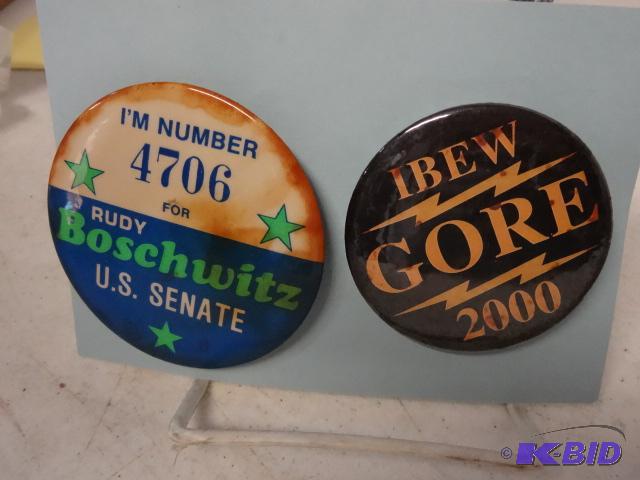 I'M NUMBER
4706
FOR
RUDY
Boschwitz
U.S. SENATE
IBEW
GORE
2000
© K-BID